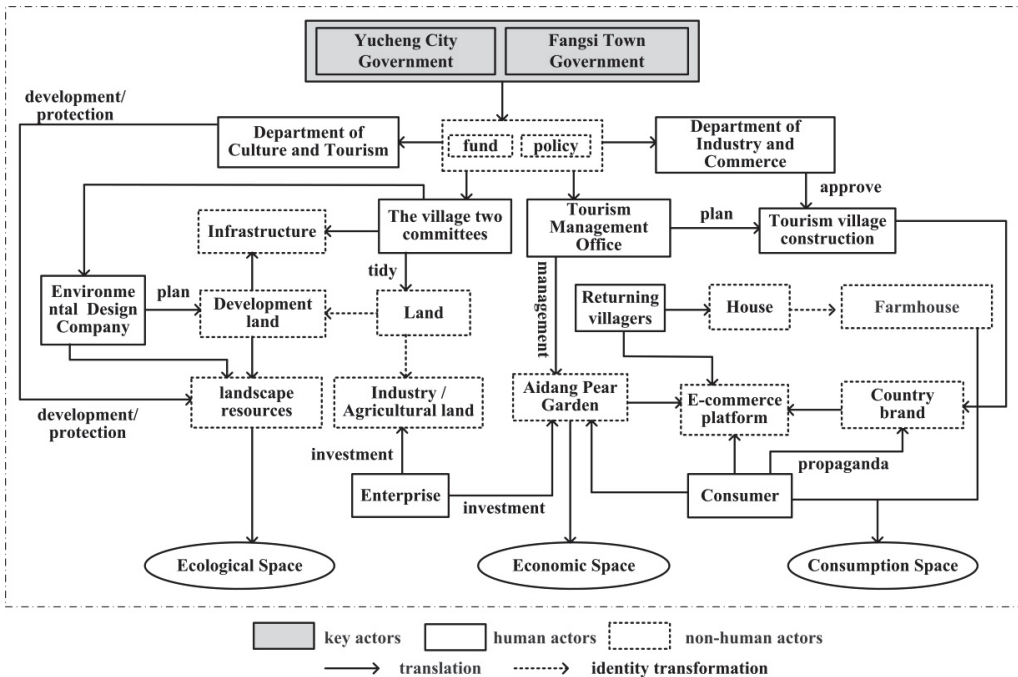 Yucheng City
Government
Fangsi Town
Government
development/
protection
Department of
Culture and Tourism
fund
policy
Department of
Industry and
Commerce
approve
Infrastructure
The village two
committees
Tourism
Management
Office
plan
Tourism village
construction
tidy
management
Environme
ntal Design
Company
plan
Development
land
Land
Returning
villagers
House
Farmhouse
landscape
resources
Industry /
Agricultural land
Aidang Pear
Garden
E-commerce
platform
Country
brand
development/
protection
investment
propaganda
Enterprise
investment
Consumer
Ecological Space
Economic Space
Consumption Space
key actors
human actors
non-human actors
translation
identity transformation